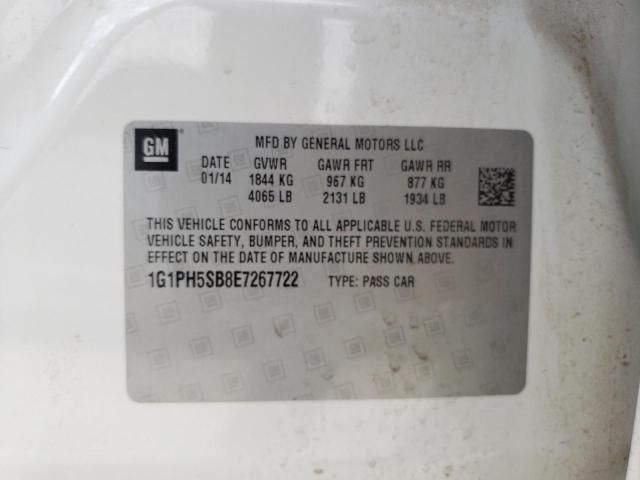 GM
MFD BY GENERAL MOTORS LLC
DATE GVWR GAWR FRT GAWR RR
01/14 1844 KG 967 KG 877 KG
4065 LB 2131 LB 1934 LB
THIS VEHICLE CONFORMS TO ALL APPLICABLE U.S. FEDERAL MOTOR
VEHICLE SAFETY, BUMPER, AND THEFT PREVENTION STANDARDS IN
EFFECT ON THE DATE OF MANUFACTURE SHOWN ABOVE.
1G1PH5SB8E7267722 TYPE: PASS CAR